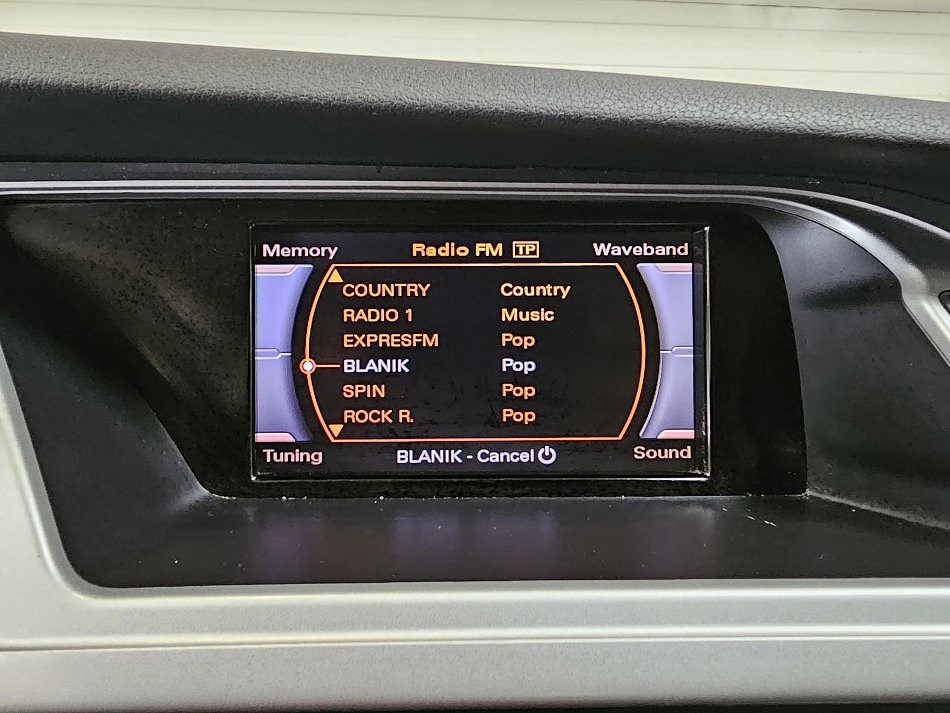 Memory Radio FM TP Waveband
COUNTRY Country
RADIO 1 Music
EXPRESFM Pop
BLANIK Pop
SPIN Pop
ROCK R. Pop
Tuning BLANIK - Cancel Sound